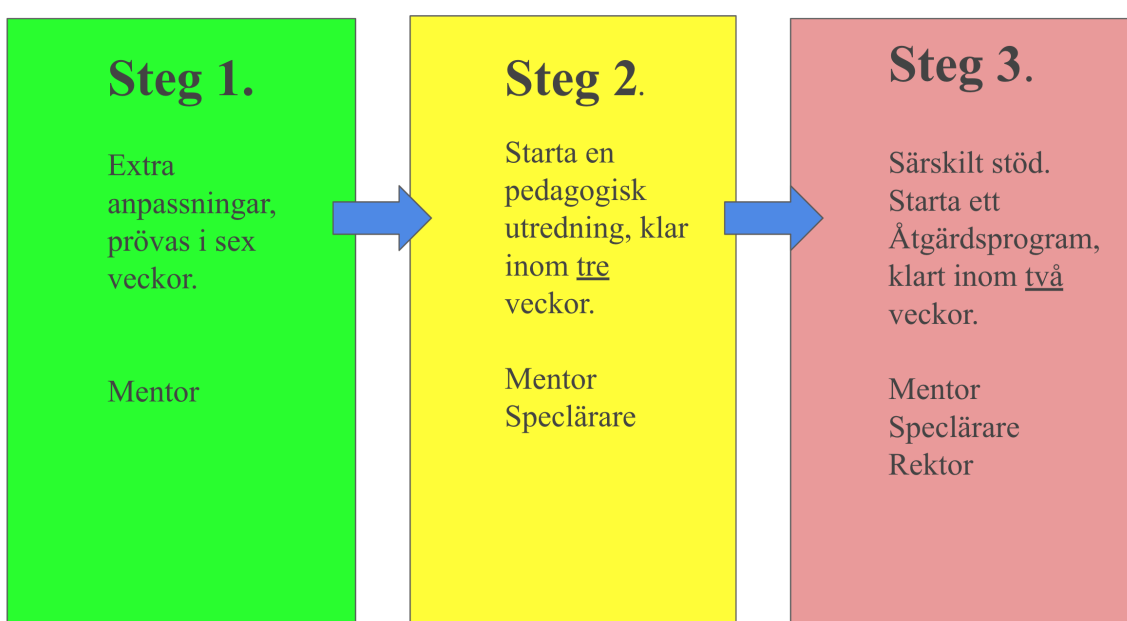 Steg 1.
Extra
anpassningar,
prövas i sex
veckor.
Mentor
Steg 2.
Starta en
pedagogisk
utredning, klar
inom tre
veckor.
Mentor
Speclärare
Steg 3.
Särskilt stöd.
Starta ett
Åtgärdsprogram,
klart inom två
veckor.
Mentor
Speclärare
Rektor